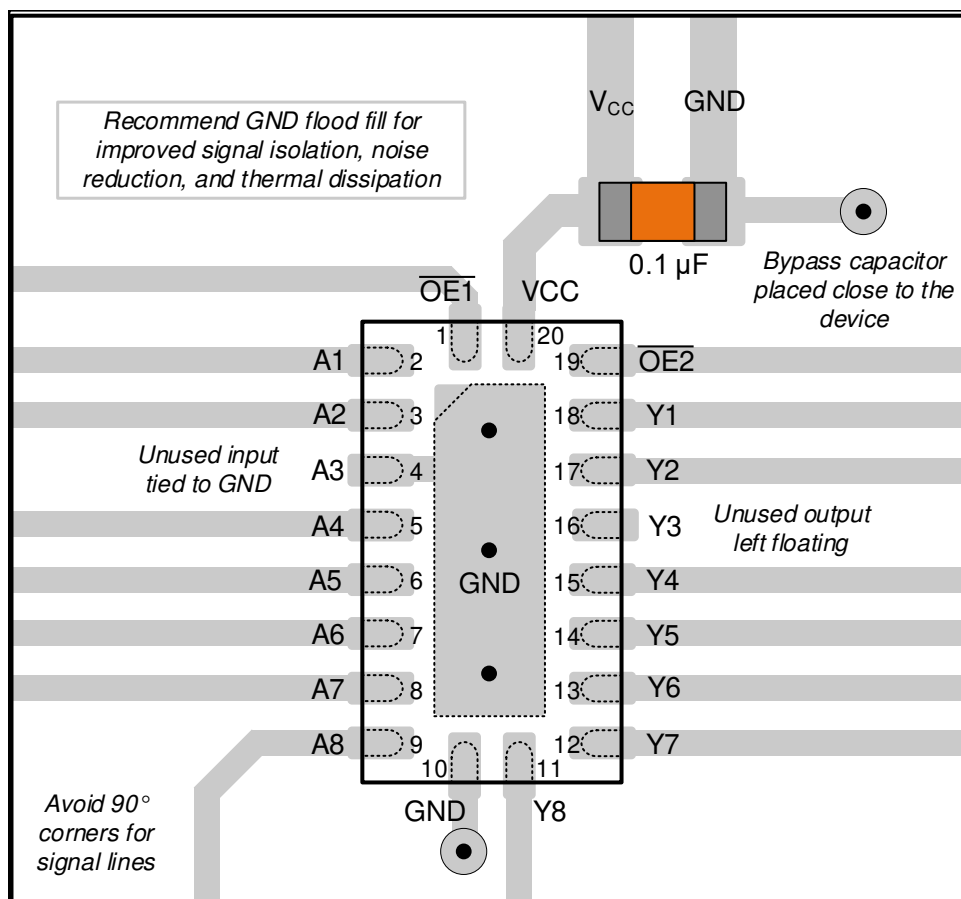 V_CC GND
Recommend GND flood fill for
improved signal isolation, noise
reduction, and thermal dissipation
0.1 µF
Bypass capacitor
placed close to the
device
O̅E̅1̅ VCC
1 20
A1 2 19 O̅E̅2̅
A2 3 18 Y1
Unused input
tied to GND
A3 4 17 Y2
A4 5 16 Y3
Unused output
left floating
A5 6 GND 15 Y4
A6 7 14 Y5
A7 8 13 Y6
A8 9 12 Y7
10 11
GND Y8
Avoid 90°
corners for
signal lines